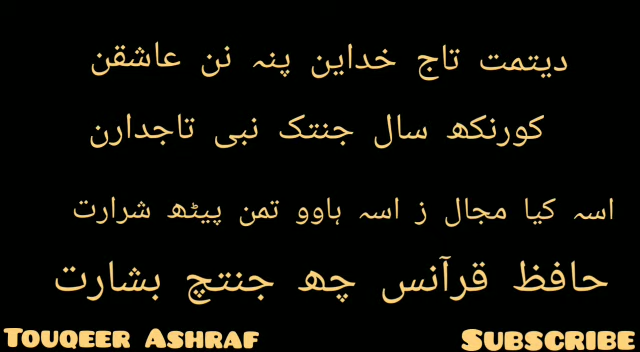 دیتمت تاج خداین پنہ نن عاشقن
کورنکھ سال جنتک نبی تاجدارن
اسہ کیا مجال ز اسہ ہاوو تمن پیٹھ شرارت
حافظ قرآنس چھ جنتچ بشارت
TOUQEER ASHRAF
SUBSCRIBE